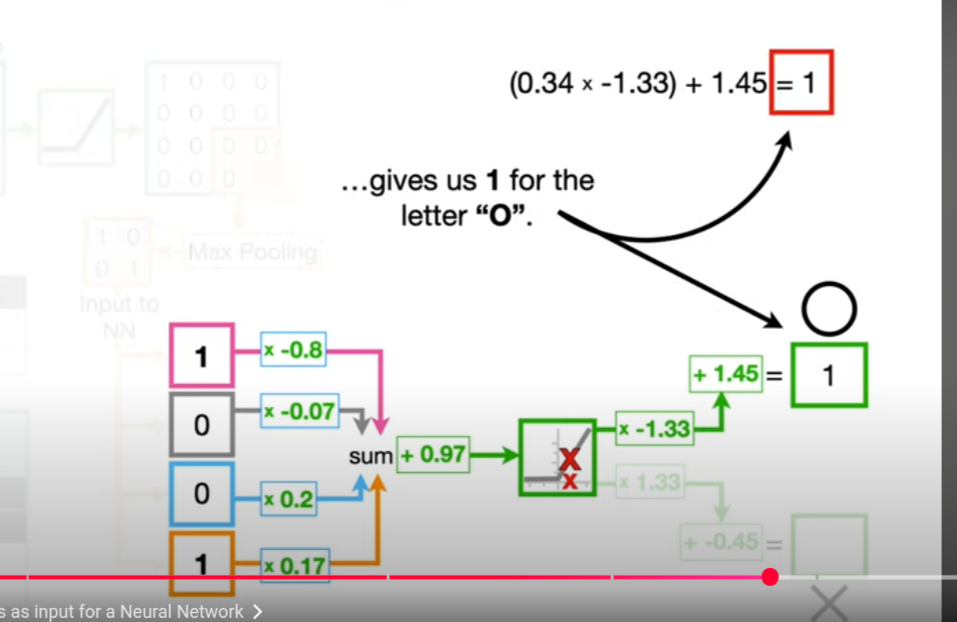 (0.34 × -1.33) + 1.45 = 1
1 0 0 0
0 0 0 0
0 0 0 0
0 0 0
...gives us 1 for the
letter “O”.
1 0
0 1
Max Pooling
Input to
NN
1
x -0.8
0
x -0.07
0
x 0.2
1
x 0.17
sum
+ 0.97
x
x
x -1.33
+ 1.45
=
1
x 1.33
+ -0.45
=
s as input for a Neural Network >